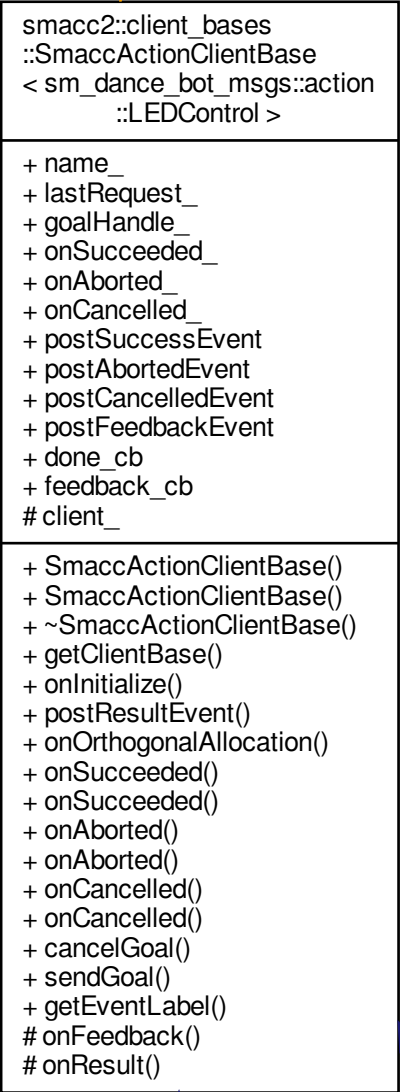 smacc2::client_bases
::SmaccActionClientBase
< sm_dance_bot_msgs::action
::LEDControl >
+ name_
+ lastRequest_
+ goalHandle_
+ onSucceeded_
+ onAborted_
+ onCancelled_
+ postSuccessEvent
+ postAbortedEvent
+ postCancelledEvent
+ postFeedbackEvent
+ done_cb
+ feedback_cb
# client_
+ SmaccActionClientBase()
+ SmaccActionClientBase()
+ ~SmaccActionClientBase()
+ getClientBase()
+ onInitialize()
+ postResultEvent()
+ onOrthogonalAllocation()
+ onSucceeded()
+ onSucceeded()
+ onAborted()
+ onAborted()
+ onCancelled()
+ onCancelled()
+ cancelGoal()
+ sendGoal()
+ getEventLabel()
# onFeedback()
# onResult()